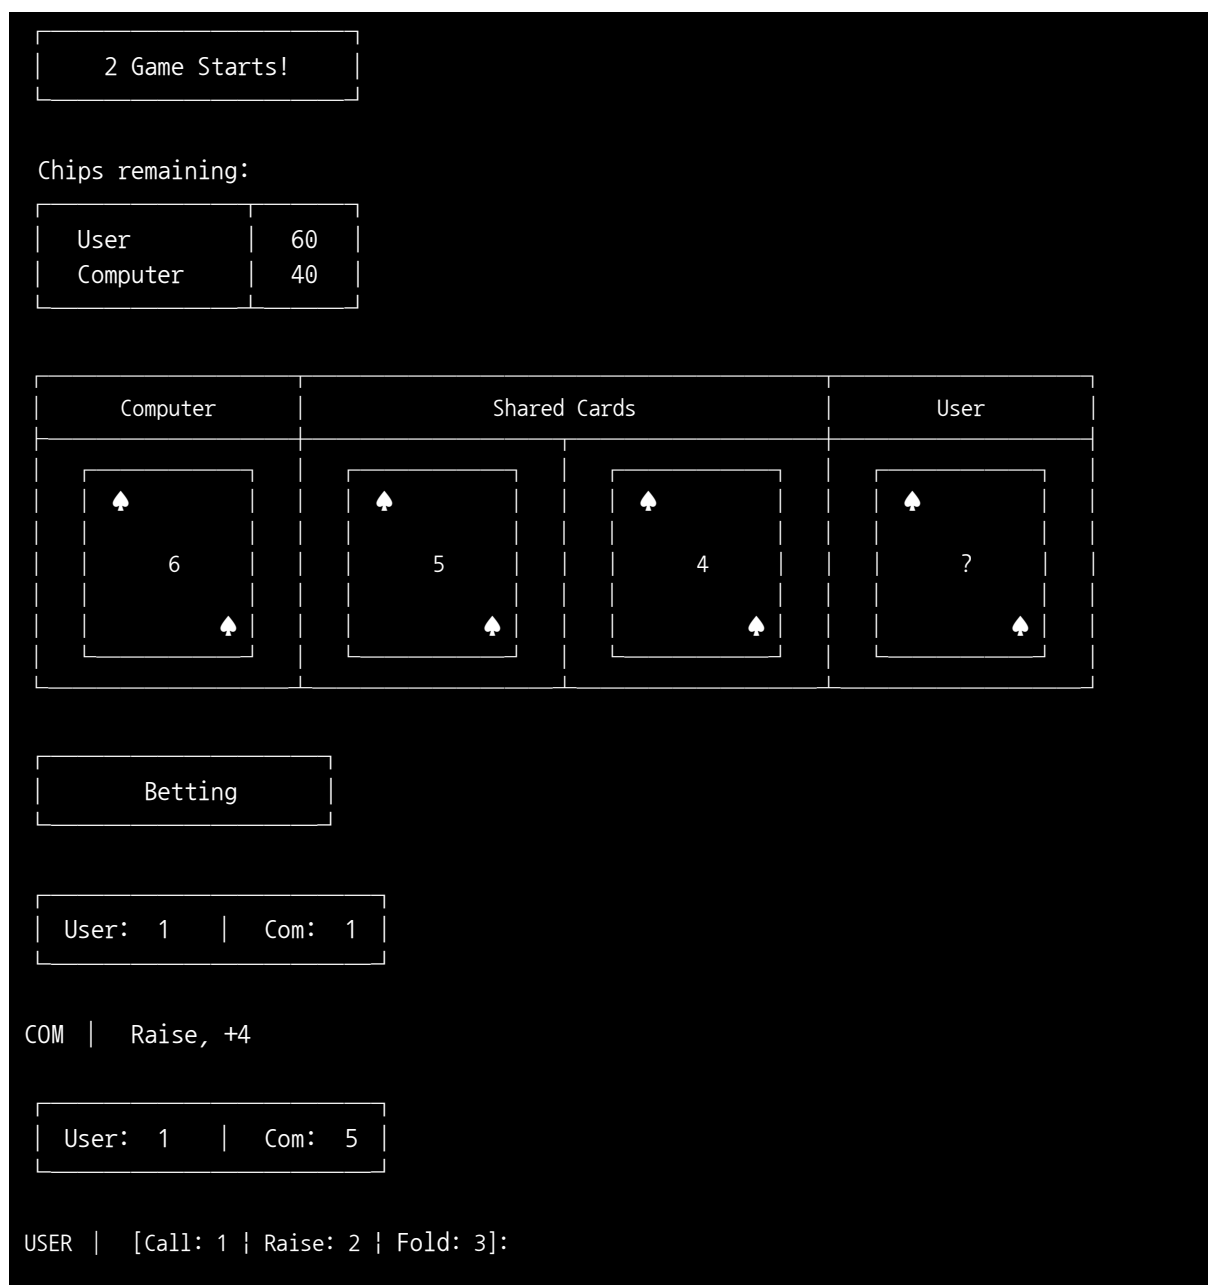 2 Game Starts!
Chips remaining:
User │ 60
Computer │ 40
Computer │ Shared Cards │ User
♠ ♠ ♠ ♠
6 5 4 ?
♠ ♠ ♠ ♠
Betting
User: 1 │ Com: 1
COM │ Raise, +4
User: 1 │ Com: 5
USER │ [Call: 1 ¦ Raise: 2 ¦ Fold: 3]: